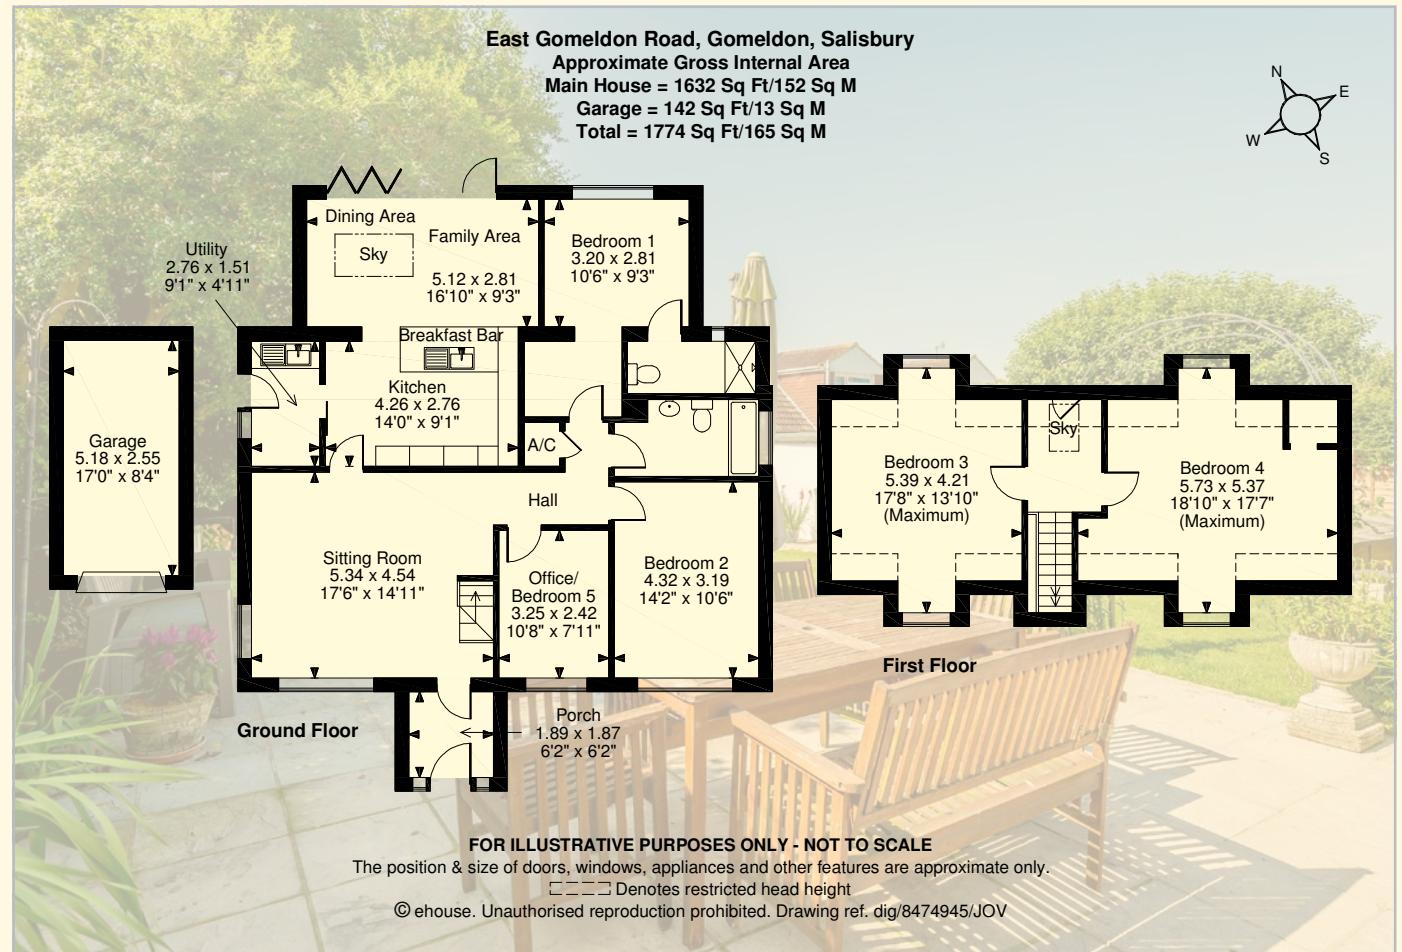 East Gomeldon Road, Gomeldon, Salisbury
Approximate Gross Internal Area
Main House = 1632 Sq Ft/152 Sq M
Garage = 142 Sq Ft/13 Sq M
Total = 1774 Sq Ft/165 Sq M
N
E
W
S
Utility
2.76 x 1.51
9'1" x 4'11"
Dining Area
Sky
Family Area
5.12 x 2.81
16'10" x 9'3"
Bedroom 1
3.20 x 2.81
10'6" x 9'3"
Breakfast Bar
Kitchen
4.26 x 2.76
14'0" x 9'1"
A/C
Garage
5.18 x 2.55
17'0" x 8'4"
Hall
Sitting Room
5.34 x 4.54
17'6" x 14'11"
Office/
Bedroom 5
3.25 x 2.42
10'8" x 7'11"
Bedroom 2
4.32 x 3.19
14'2" x 10'6"
Porch
1.89 x 1.87
6'2" x 6'2"
Ground Floor
Sky
Bedroom 3
5.39 x 4.21
17'8" x 13'10"
(Maximum)
Bedroom 4
5.73 x 5.37
18'10" x 17'7"
(Maximum)
First Floor
FOR ILLUSTRATIVE PURPOSES ONLY - NOT TO SCALE
The position & size of doors, windows, appliances and other features are approximate only.
Denotes restricted head height
© ehouse. Unauthorised reproduction prohibited. Drawing ref. dig/8474945/JOV